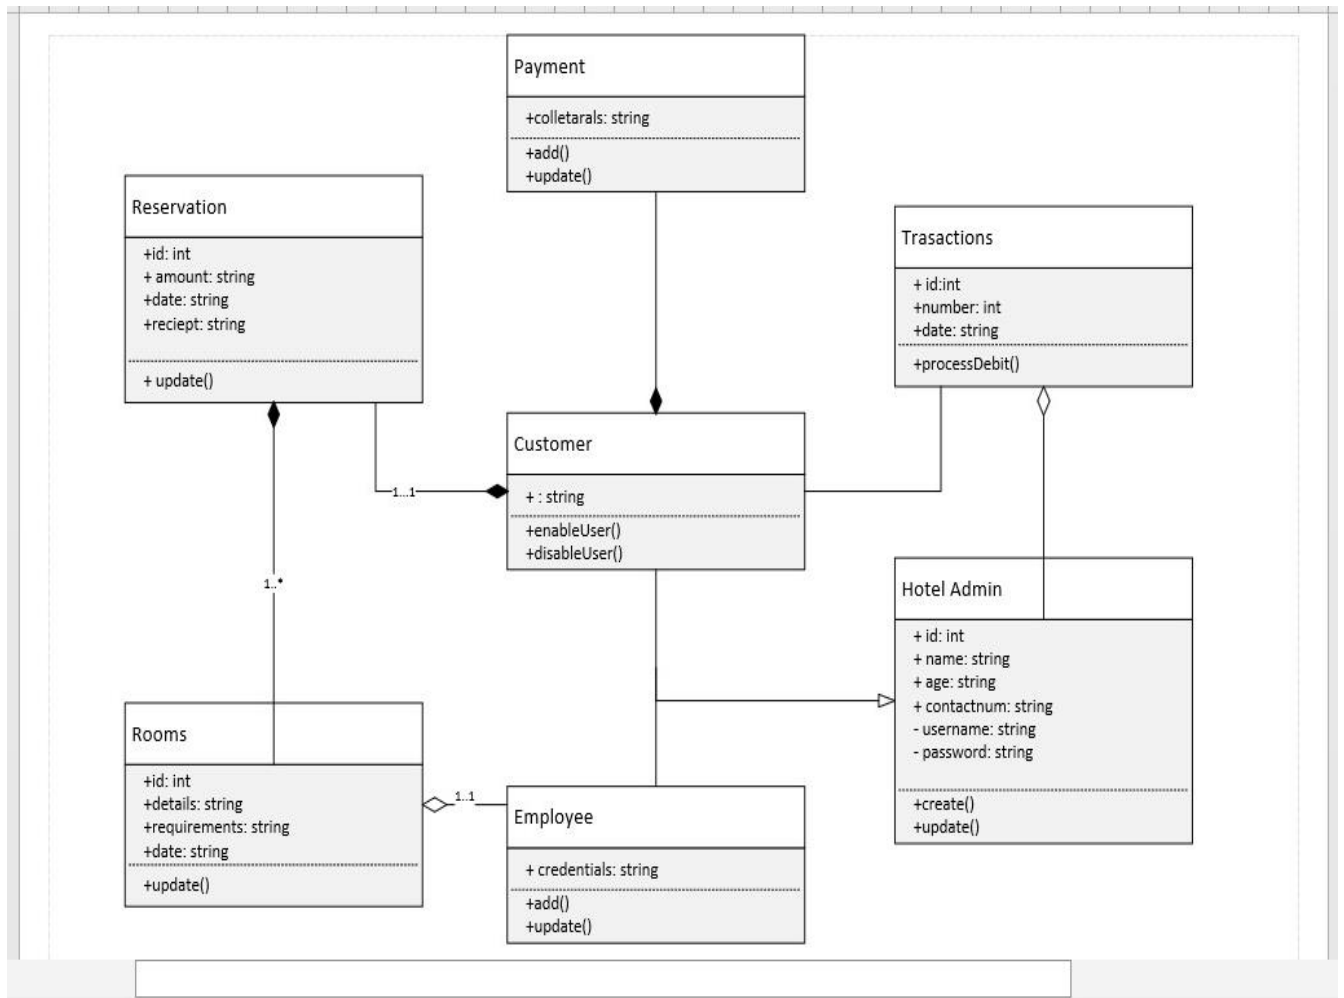 Payment
+colletarals: string
+add()
+update()
Reservation
+id: int
+ amount: string
+date: string
+reciept: string
+ update()
Trasactions
+ id:int
+number: int
+date: string
+processDebit()
Customer
+ : string
+enableUser()
+disableUser()
1...1
1..*
Hotel Admin
+ id: int
+ name: string
+ age: string
+ contactnum: string
- username: string
- password: string
+create()
+update()
Rooms
+id: int
+details: string
+requirements: string
+date: string
+update()
1..1
Employee
+ credentials: string
+add()
+update()